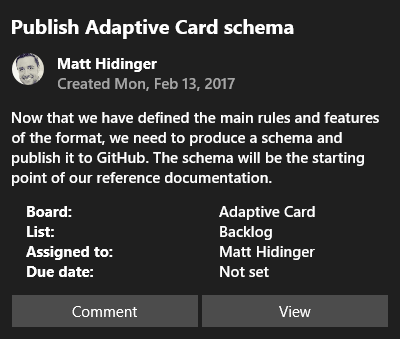 Publish Adaptive Card schema
Matt Hidinger
Created Mon, Feb 13, 2017
Now that we have defined the main rules and features
of the format, we need to produce a schema and
publish it to GitHub. The schema will be the starting
point of our reference documentation.
Board: Adaptive Card
List: Backlog
Assigned to: Matt Hidinger
Due date: Not set
Comment View